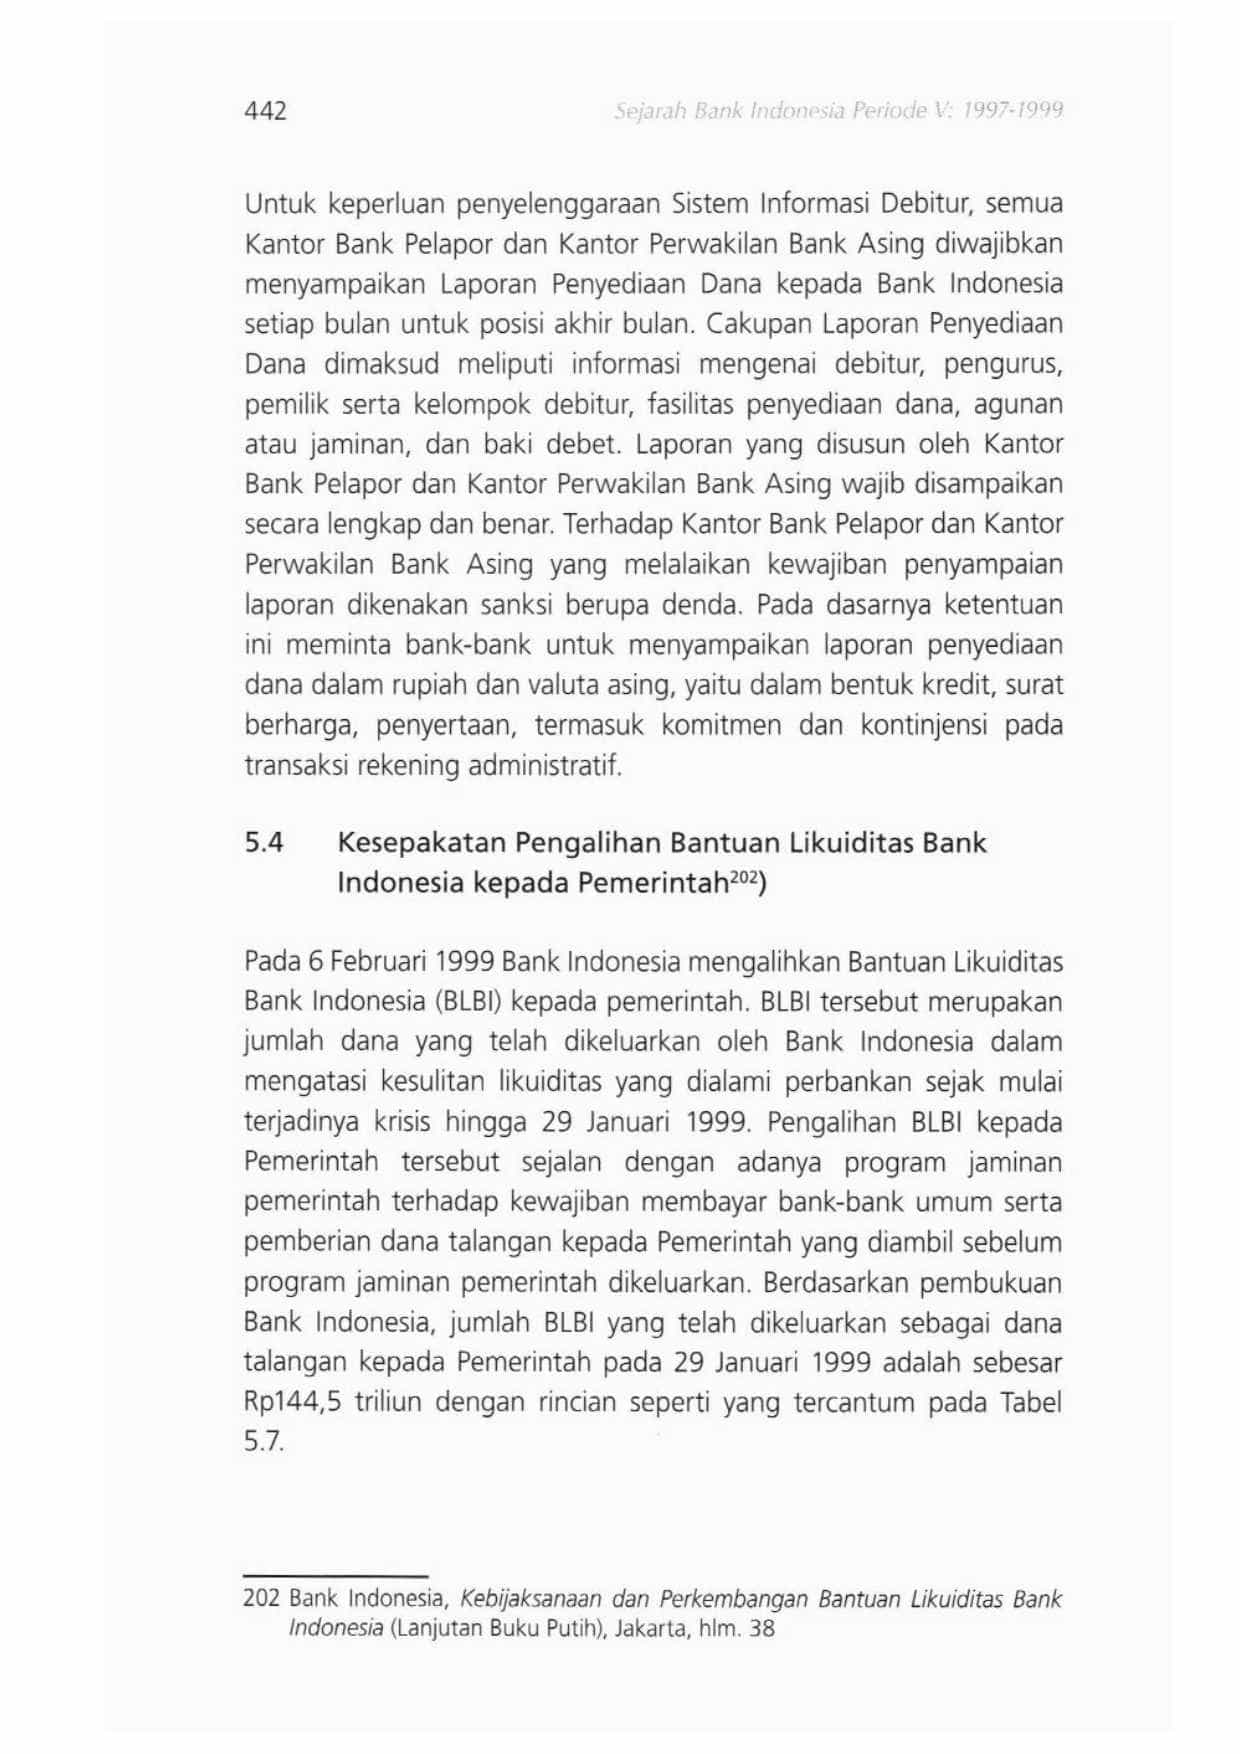 442
Sejarah Bank Indonesia Periode V: 1997-1999
Untuk keperluan penyelenggaraan Sistem Informasi Debitur, semua
Kantor Bank Pelapor dan Kantor Perwakilan Bank Asing diwajibkan
menyampaikan Laporan Penyediaan Dana kepada Bank Indonesia
setiap bulan untuk posisi akhir bulan. Cakupan Laporan Penyediaan
Dana dimaksud meliputi informasi mengenai debitur, pengurus,
pemilik serta kelompok debitur, fasilitas penyediaan dana, agunan
atau jaminan, dan baki debet. Laporan yang disusun oleh Kantor
Bank Pelapor dan Kantor Perwakilan Bank Asing wajib disampaikan
secara lengkap dan benar. Terhadap Kantor Bank Pelapor dan Kantor
Perwakilan Bank Asing yang melalaikan kewajiban penyampaian
laporan dikenakan sanksi berupa denda. Pada dasarnya ketentuan
ini meminta bank-bank untuk menyampaikan laporan penyediaan
dana dalam rupiah dan valuta asing, yaitu dalam bentuk kredit, surat
berharga, penyertaan, termasuk komitmen dan kontinjensi pada
transaksi rekening administratif.
5.4 Kesepakatan Pengalihan Bantuan Likuiditas Bank
Indonesia kepada Pemerintah²⁰²)
Pada 6 Februari 1999 Bank Indonesia mengalihkan Bantuan Likuiditas
Bank Indonesia (BLBI) kepada pemerintah. BLBI tersebut merupakan
jumlah dana yang telah dikeluarkan oleh Bank Indonesia dalam
mengatasi kesulitan likuiditas yang dialami perbankan sejak mulai
terjadinya krisis hingga 29 Januari 1999. Pengalihan BLBI kepada
Pemerintah tersebut sejalan dengan adanya program jaminan
pemerintah terhadap kewajiban membayar bank-bank umum serta
pemberian dana talangan kepada Pemerintah yang diambil sebelum
program jaminan pemerintah dikeluarkan. Berdasarkan pembukuan
Bank Indonesia, jumlah BLBI yang telah dikeluarkan sebagai dana
talangan kepada Pemerintah pada 29 Januari 1999 adalah sebesar
Rp144,5 triliun dengan rincian seperti yang tercantum pada Tabel
5.7.
202 Bank Indonesia, Kebijaksanaan dan Perkembangan Bantuan Likuiditas Bank
Indonesia (Lanjutan Buku Putih), Jakarta, hlm. 38